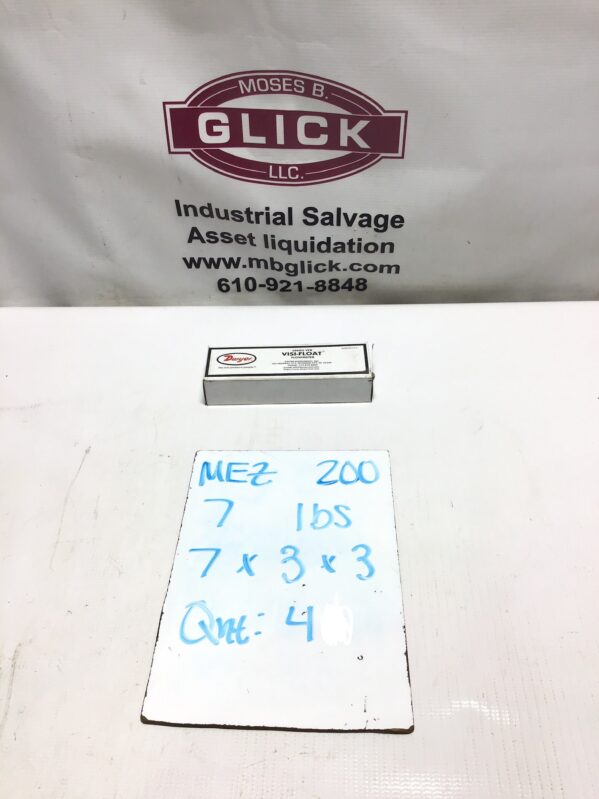 MOSES B.
GLICK
LLC.
Industrial Salvage
Asset liquidation
www.mbglick.com
610-921-8848
Dwyer
VISI-FLOAT
FLOWMETER
MEZ 200
7 lbs
7 x 3 x 3
Qnt: 4